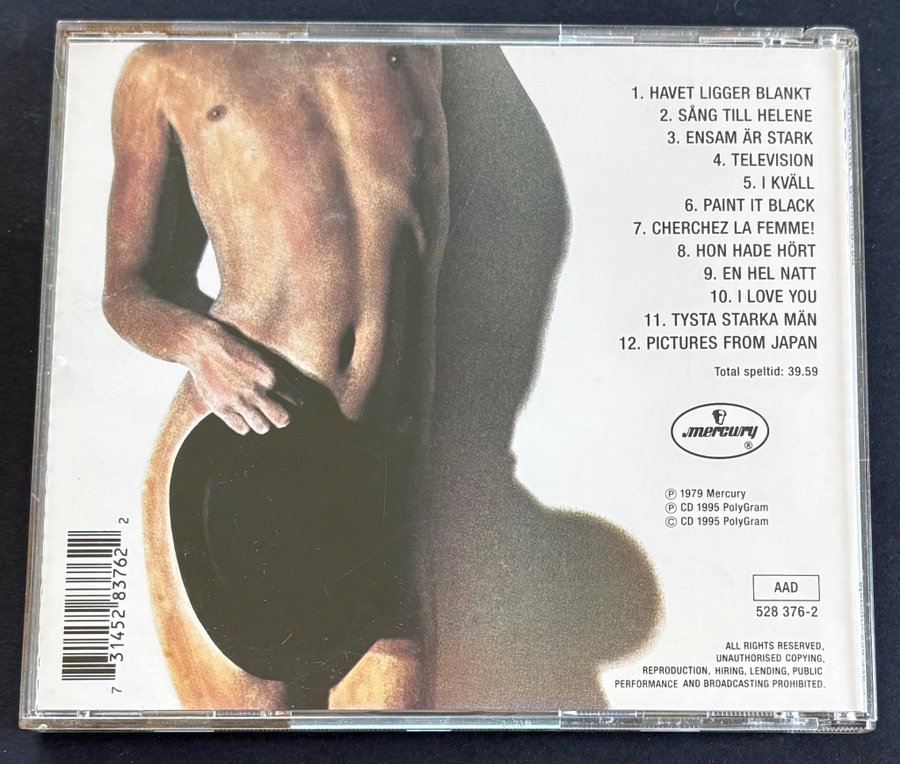 1. HAVET LIGGER BLANKT
2. SÅNG TILL HELENE
3. ENSAM ÄR STARK
4. TELEVISION
5. I KVÄLL
6. PAINT IT BLACK
7. CHERCHEZ LA FEMME!
8. HON HADE HÖRT
9. EN HEL NATT
10. I LOVE YOU
11. TYSTA STARKA MÄN
12. PICTURES FROM JAPAN
Total speltid: 39.59
mercury ®
Ⓟ 1979 Mercury
Ⓟ CD 1995 PolyGram
© CD 1995 PolyGram
AAD
528 376-2
ALL RIGHTS RESERVED,
UNAUTHORISED COPYING,
REPRODUCTION, HIRING, LENDING, PUBLIC
PERFORMANCE AND BROADCASTING PROHIBITED.
7 31452 83762 2